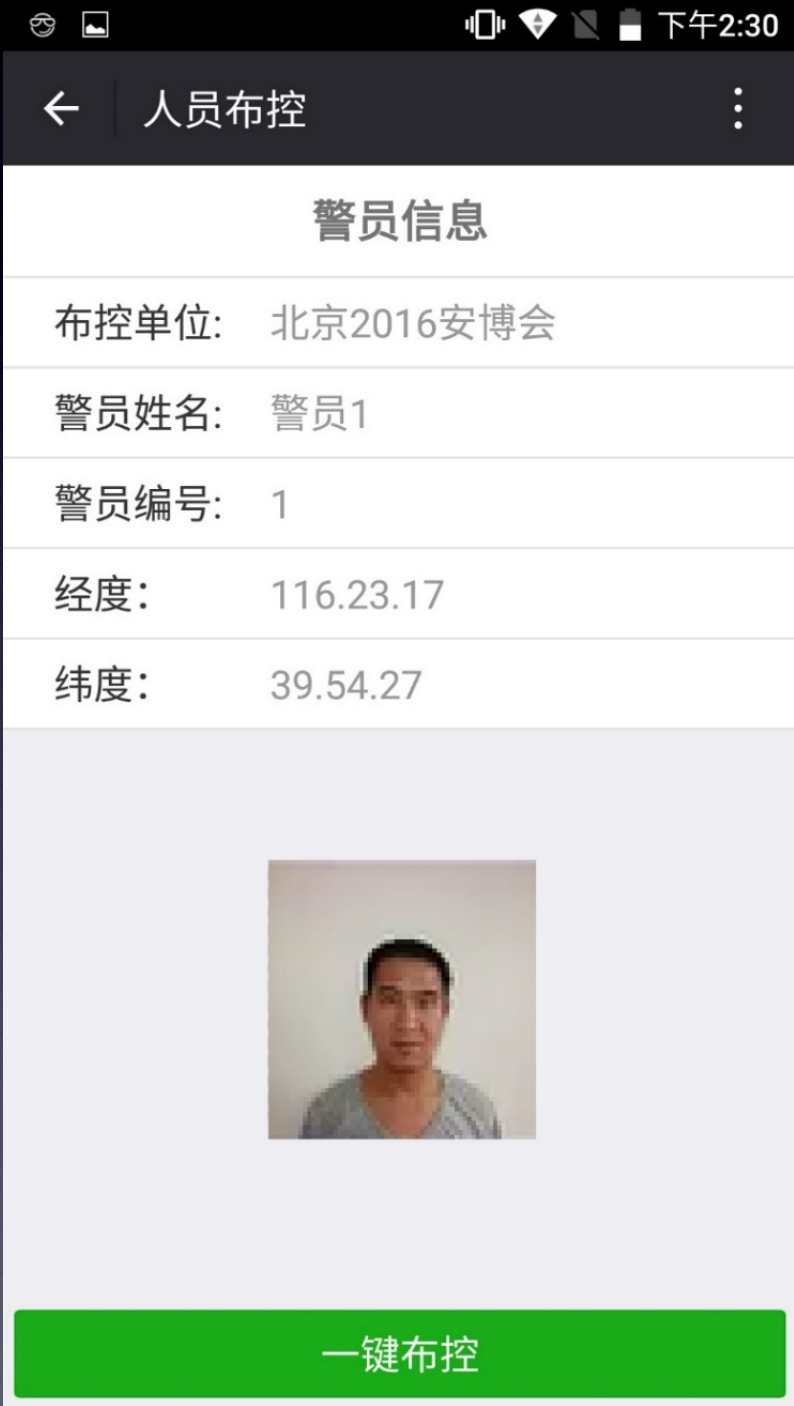 下午2:30
人员布控
警员信息
布控单位: 北京2016安博会
警员姓名: 警员1
警员编号: 1
经度： 116.23.17
纬度： 39.54.27
一键布控